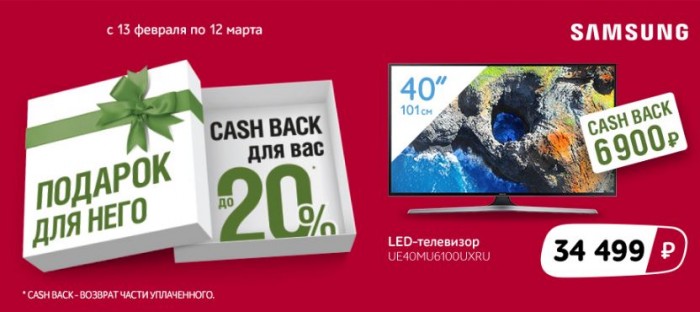 с 13 февраля по 12 марта
SAMSUNG
ПОДАРОК
ДЛЯ НЕГО
CASH BACK
для вас
до 20%*
40”
101 см
CASH BACK
6900 ₽
LED-телевизор
UE40MU6100UXRU
34 499 ₽
* CASH BACK - ВОЗВРАТ ЧАСТИ УПЛАЧЕННОГО.